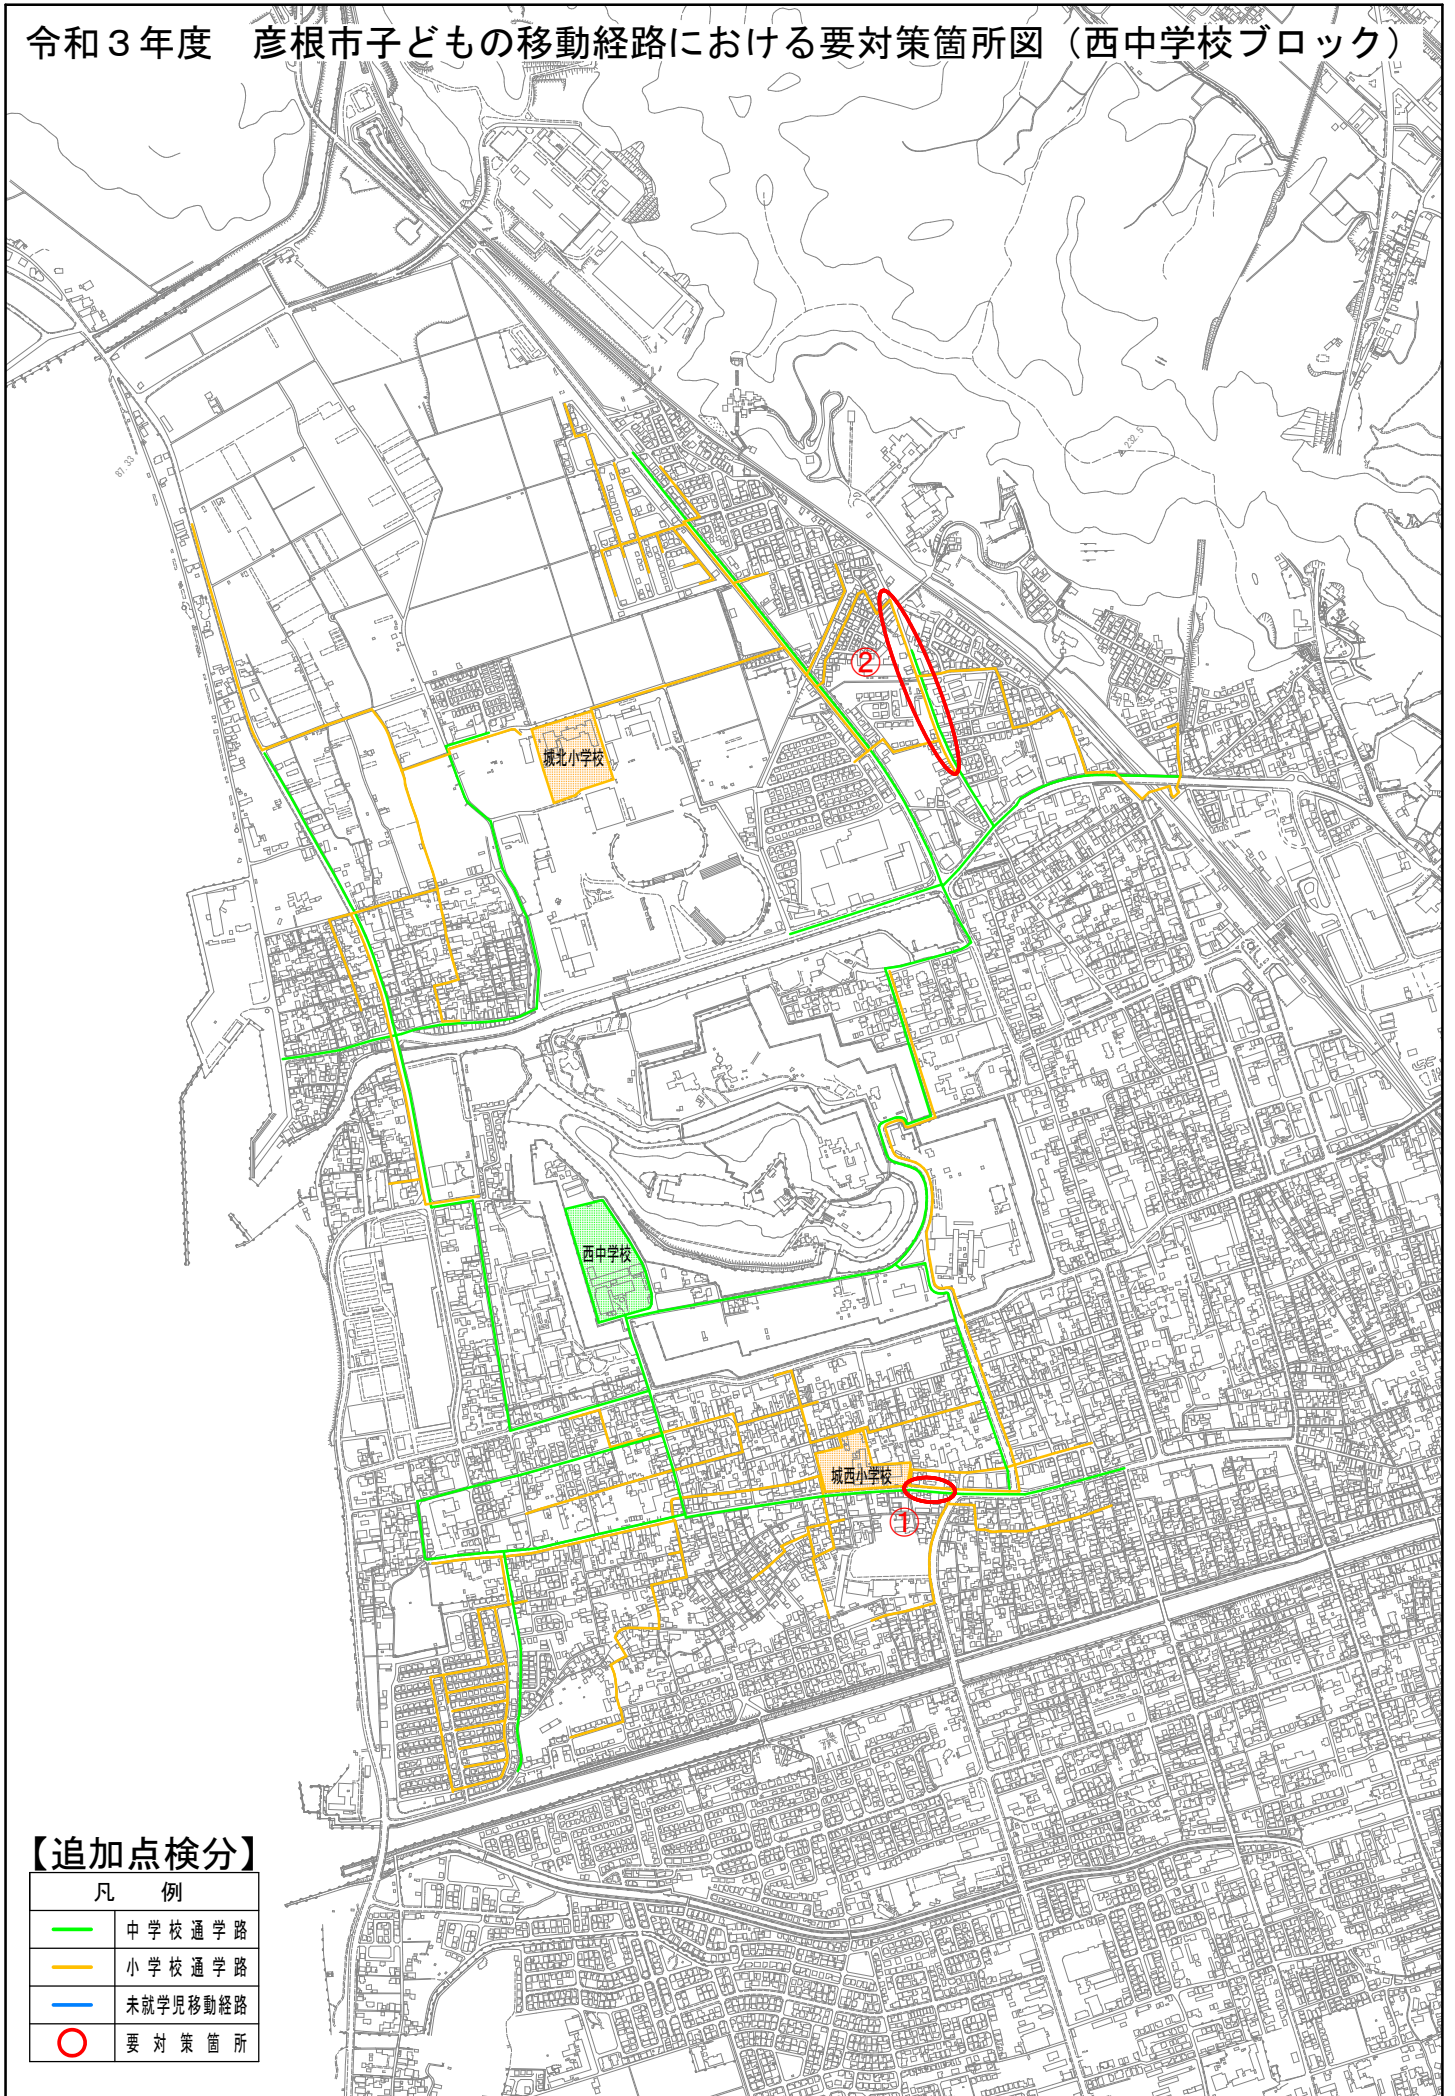 令和３年度　彦根市子どもの移動経路における要対策箇所図（西中学校ブロック）
87.33
232.5
②
城北小学校
西中学校
城西小学校
①
【追加点検分】
凡　例
中学校通学路
小学校通学路
未就学児移動経路
要対策箇所